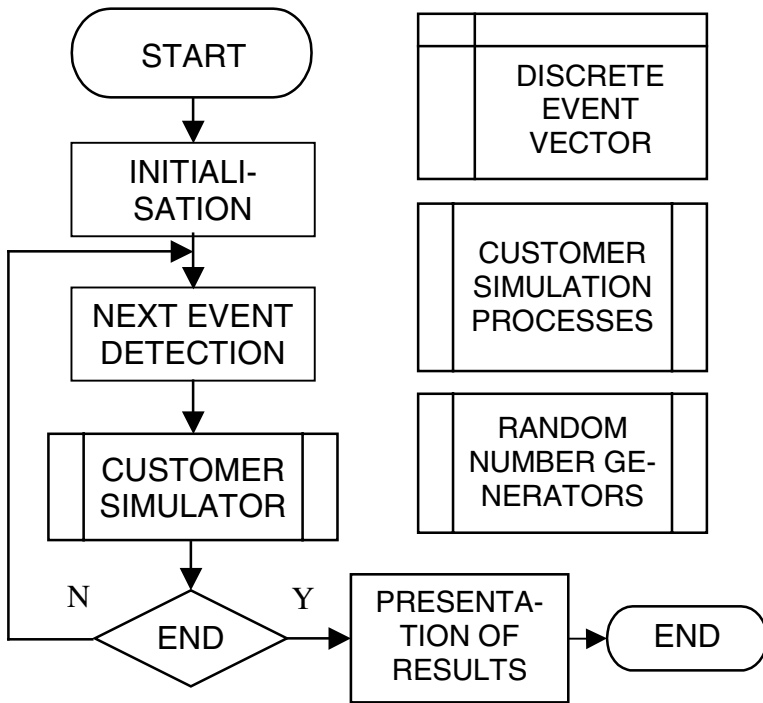 START
INITIALI-
SATION
NEXT EVENT
DETECTION
CUSTOMER
SIMULATOR
N
END
Y
PRESENTA-
TION OF
RESULTS
END
DISCRETE
EVENT
VECTOR
CUSTOMER
SIMULATION
PROCESSES
RANDOM
NUMBER GE-
NERATORS